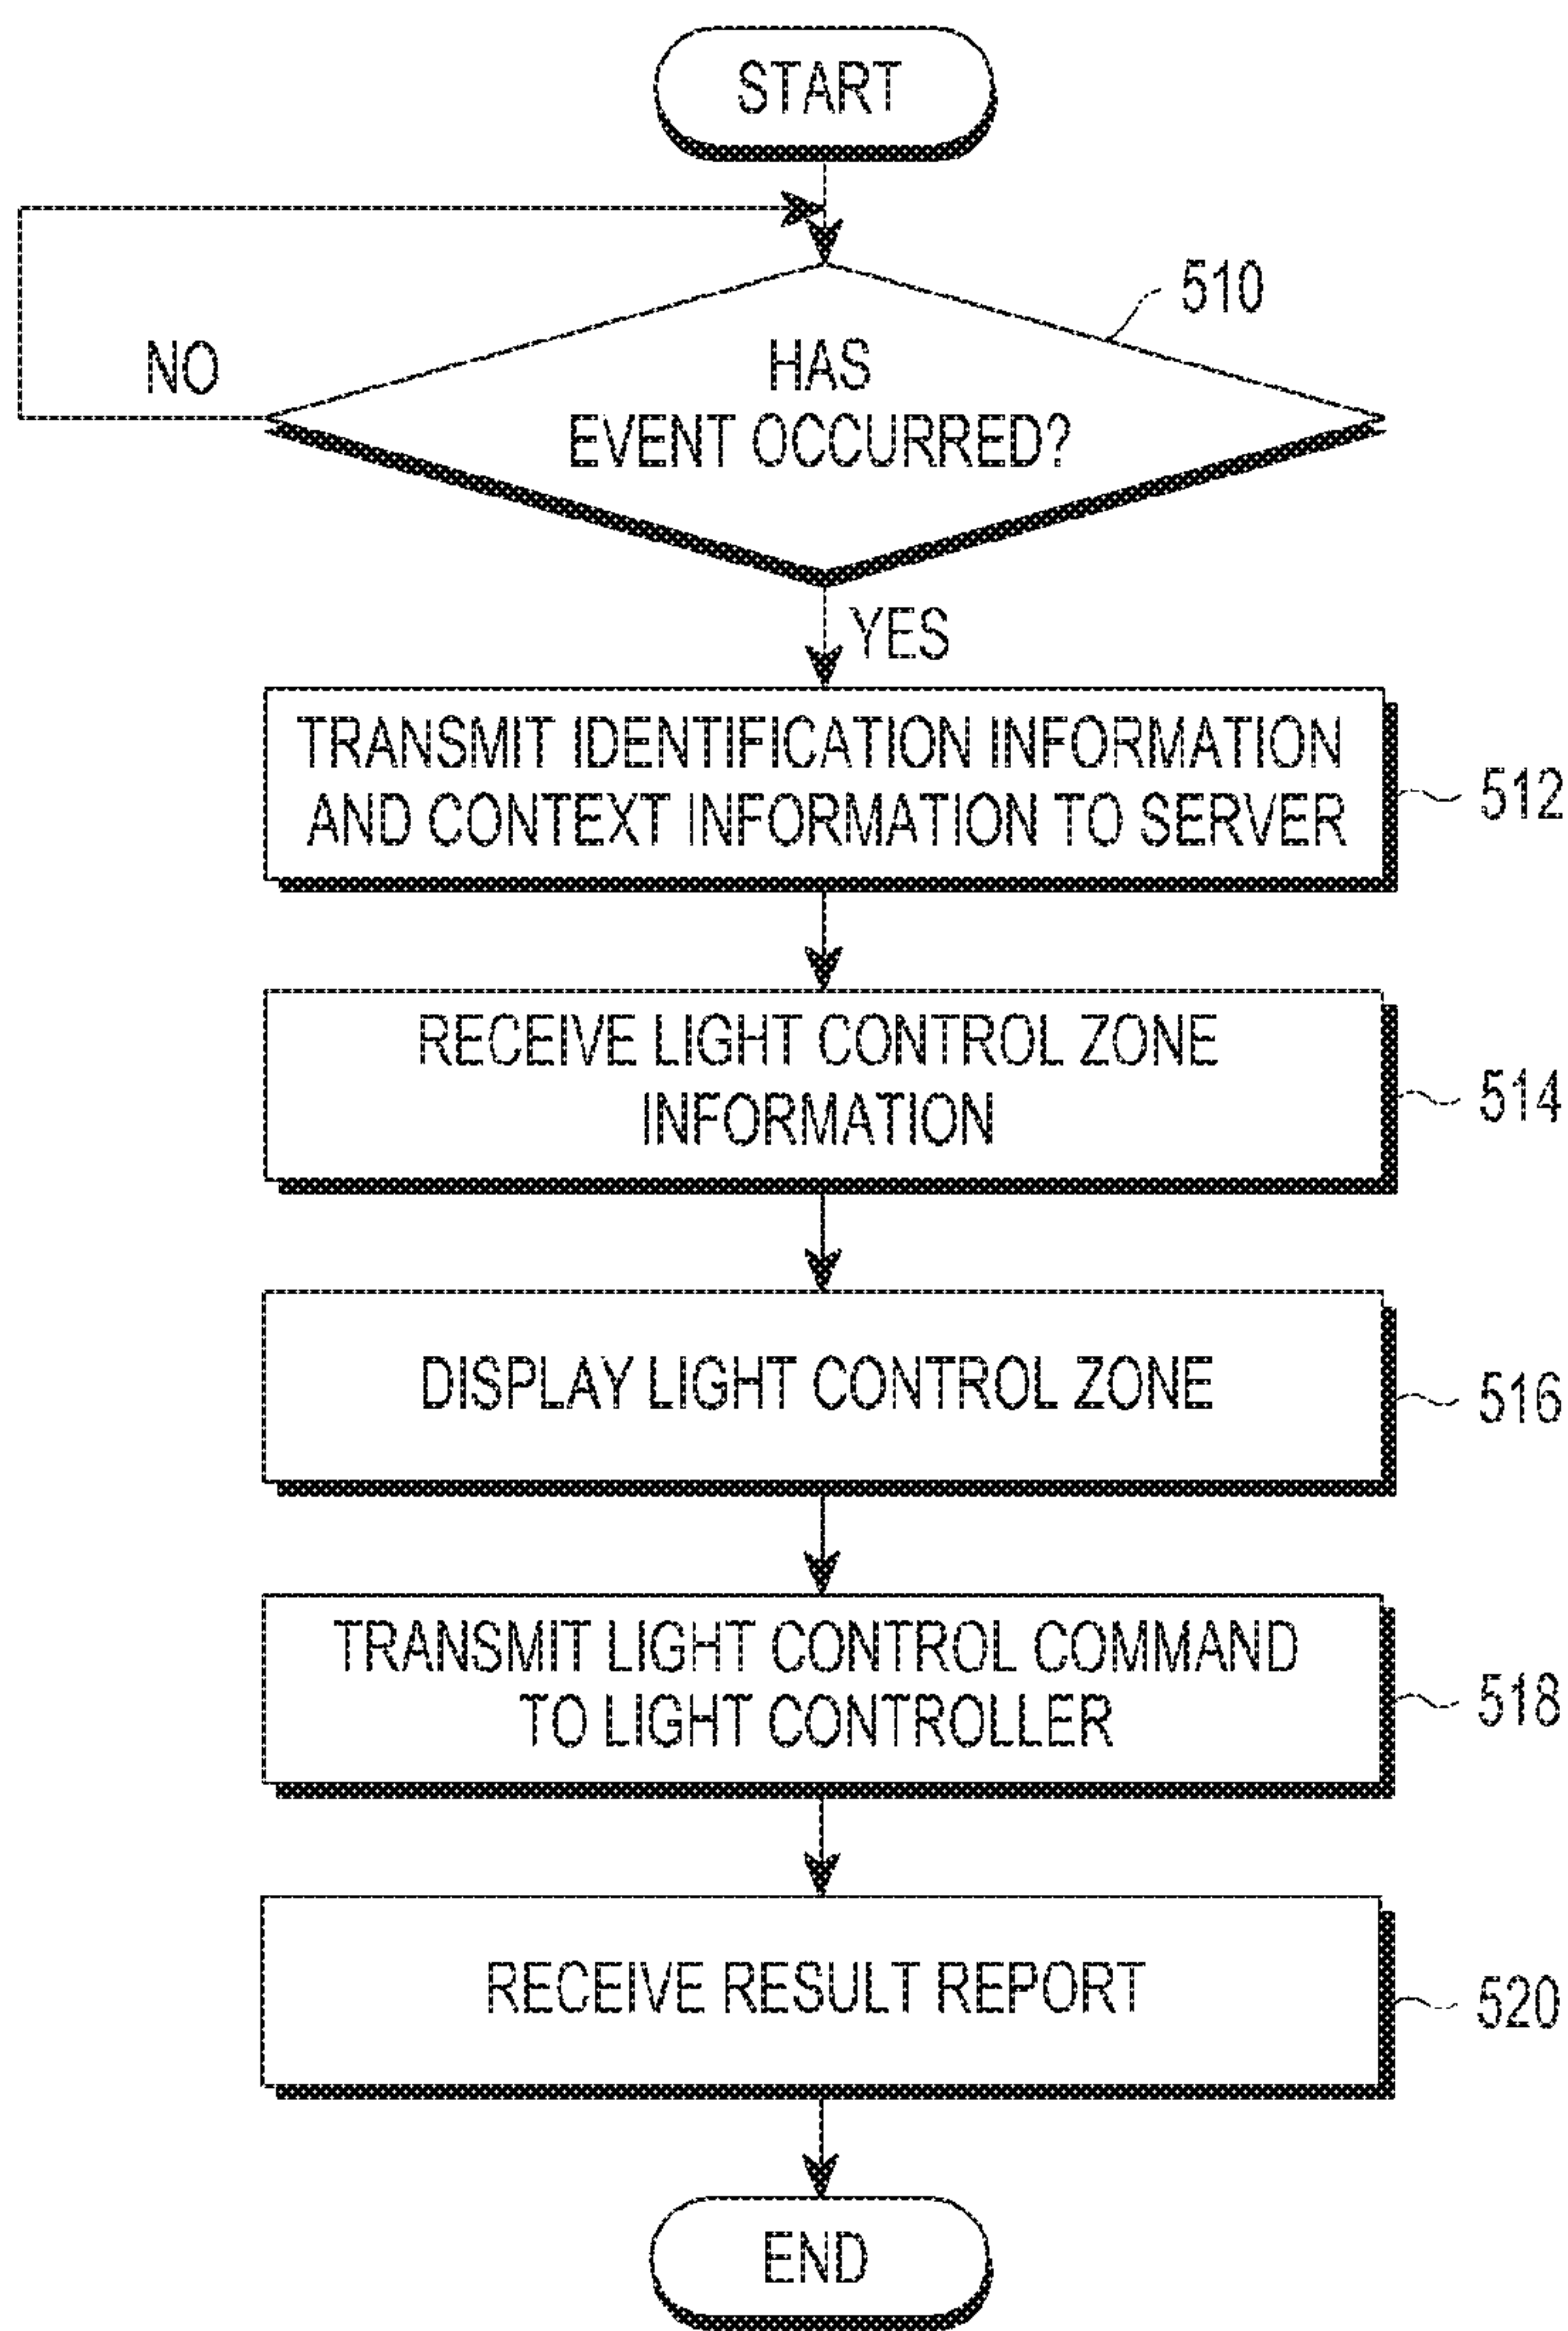 START
510
HAS
EVENT OCCURRED?
NO
YES
TRANSMIT IDENTIFICATION INFORMATION
AND CONTEXT INFORMATION TO SERVER
512
RECEIVE LIGHT CONTROL ZONE
INFORMATION
514
DISPLAY LIGHT CONTROL ZONE
516
TRANSMIT LIGHT CONTROL COMMAND
TO LIGHT CONTROLLER
518
RECEIVE RESULT REPORT
520
END